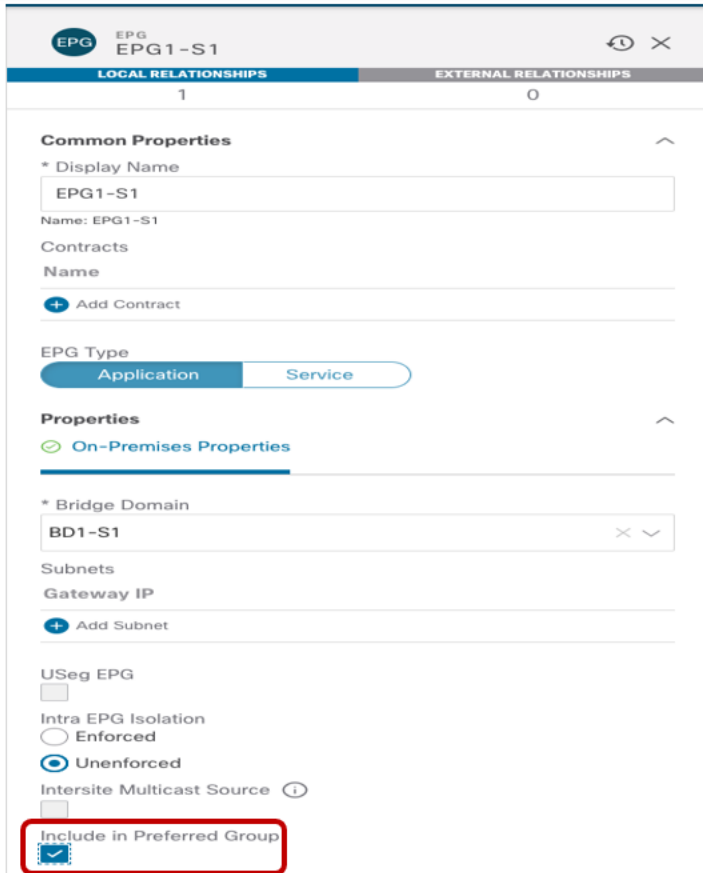 EPG
EPG
EPG1-S1
LOCAL RELATIONSHIPS
EXTERNAL RELATIONSHIPS
1
0
Common Properties
* Display Name
EPG1-S1
Name: EPG1-S1
Contracts
Name
Add Contract
EPG Type
Application
Service
Properties
On-Premises Properties
* Bridge Domain
BD1-S1
Subnets
Gateway IP
Add Subnet
USeg EPG
Intra EPG Isolation
Enforced
Unenforced
Intersite Multicast Source
Include in Preferred Group